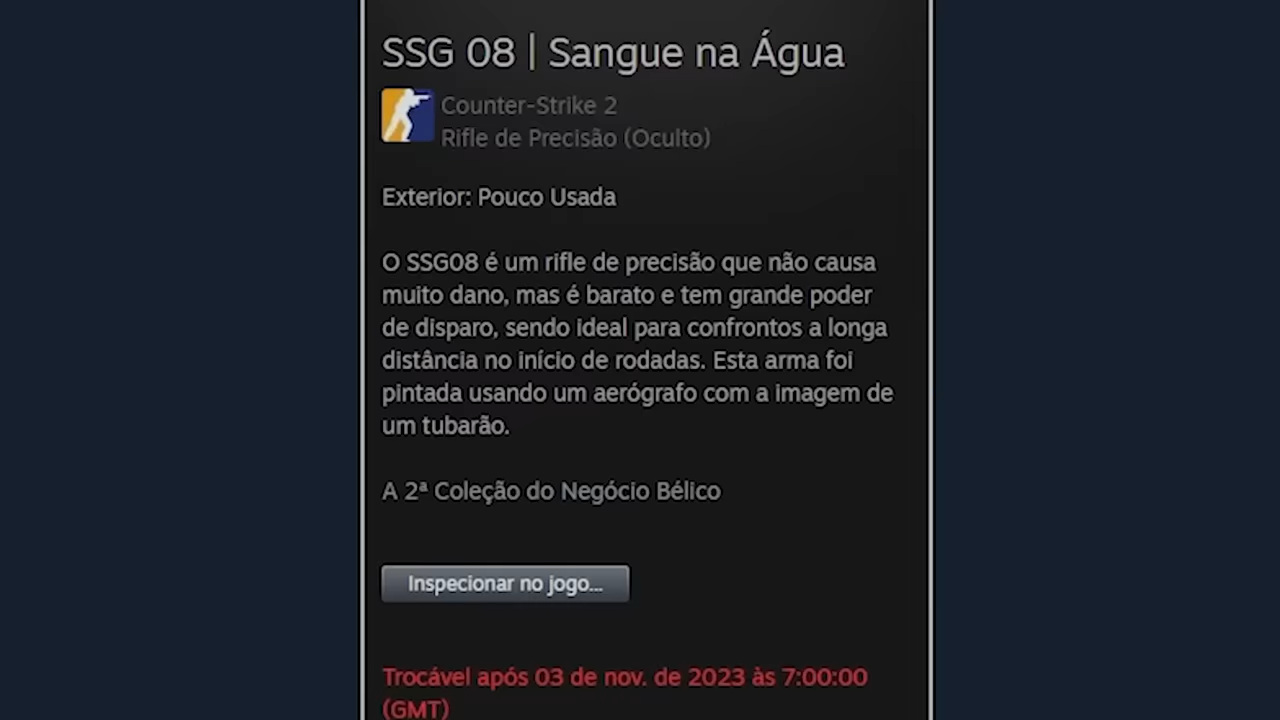 SSG 08 | Sangue na Água
Counter-Strike 2
Rifle de Precisão (Oculto)
Exterior: Pouco Usada
O SSG08 é um rifle de precisão que não causa
muito dano, mas é barato e tem grande poder
de disparo, sendo ideal para confrontos a longa
distância no início de rodadas. Esta arma foi
pintada usando um aerógrafo com a imagem de
um tubarão.
A 2ª Coleção do Negócio Bélico
Inspecionar no jogo...
Trocável após 03 de nov. de 2023 às 7:00:00
(GMT)